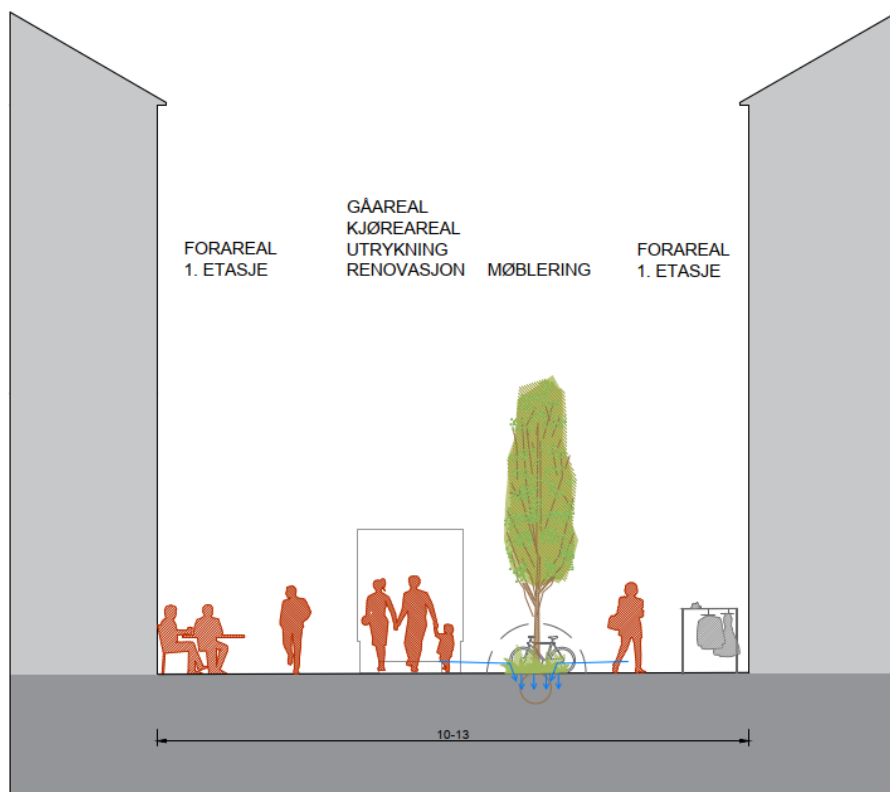 FORAREAL
1. ETASJE
GÅAREAL
KJØREAREAL
UTRYKNING
RENOVASJON
MØBLERING
FORAREAL
1. ETASJE
10-13